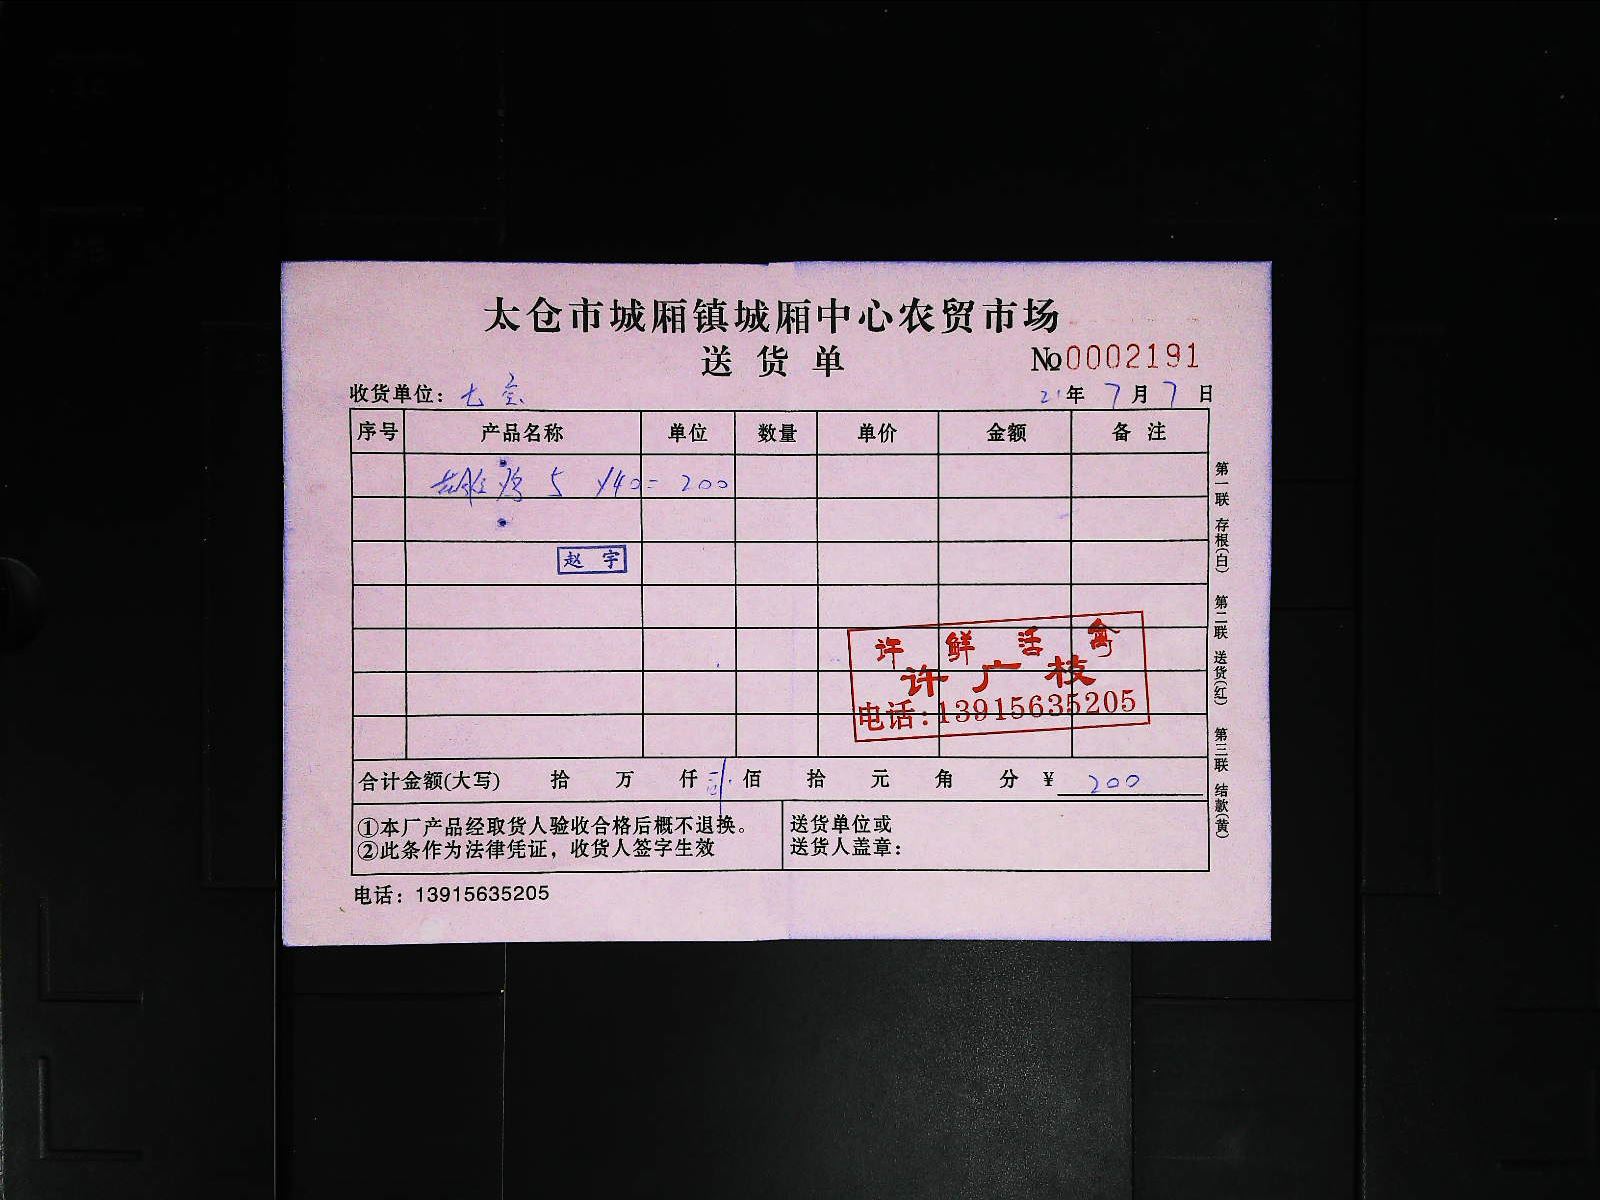 太仓市城厢镇城厢中心农贸市场
送货单
№0002191
收货单位:
21年 7月 7日
序号 产品名称 单位 数量 单价 金额 备注
5 ×40= 200
赵宇
许鲜活禽
许广枝
电话:13915635205
合计金额(大写) 拾 万 仟 贰佰 拾 元 角 分 ¥ 200
①本厂产品经取货人验收合格后概不退换。
②此条作为法律凭证，收货人签字生效
送货单位或
送货人盖章:
电话: 13915635205
第一联 存根(白) 第二联 送货(红) 第三联 结款(黄)